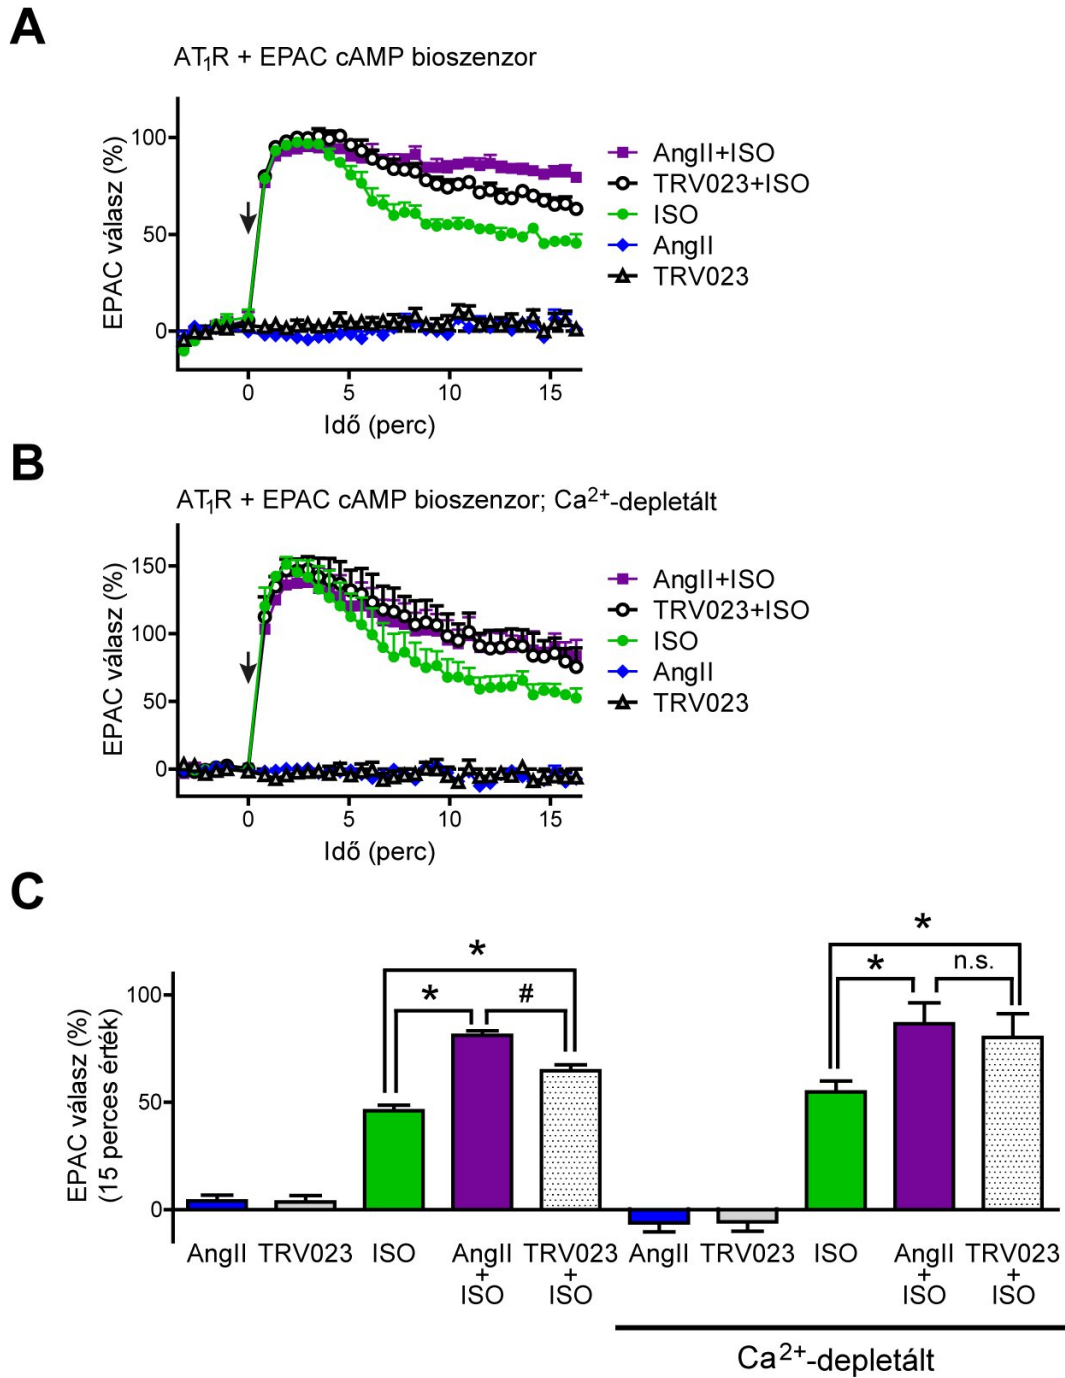 A
AT₁R + EPAC cAMP bioszenzor
EPAC válasz (%)
100
50
0
0 5 10 15
Idő (perc)
AngII+ISO
TRV023+ISO
ISO
AngII
TRV023
B
AT₁R + EPAC cAMP bioszenzor; Ca²⁺-depletált
EPAC válasz (%)
150
100
50
0
0 5 10 15
Idő (perc)
AngII+ISO
TRV023+ISO
ISO
AngII
TRV023
C
EPAC válasz (%)
(15 perces érték)
100
50
0
*
* #
*
* n.s.
AngII TRV023 ISO AngII TRV023 AngII TRV023 ISO AngII TRV023
+ + + +
ISO ISO ISO ISO
Ca²⁺-depletált